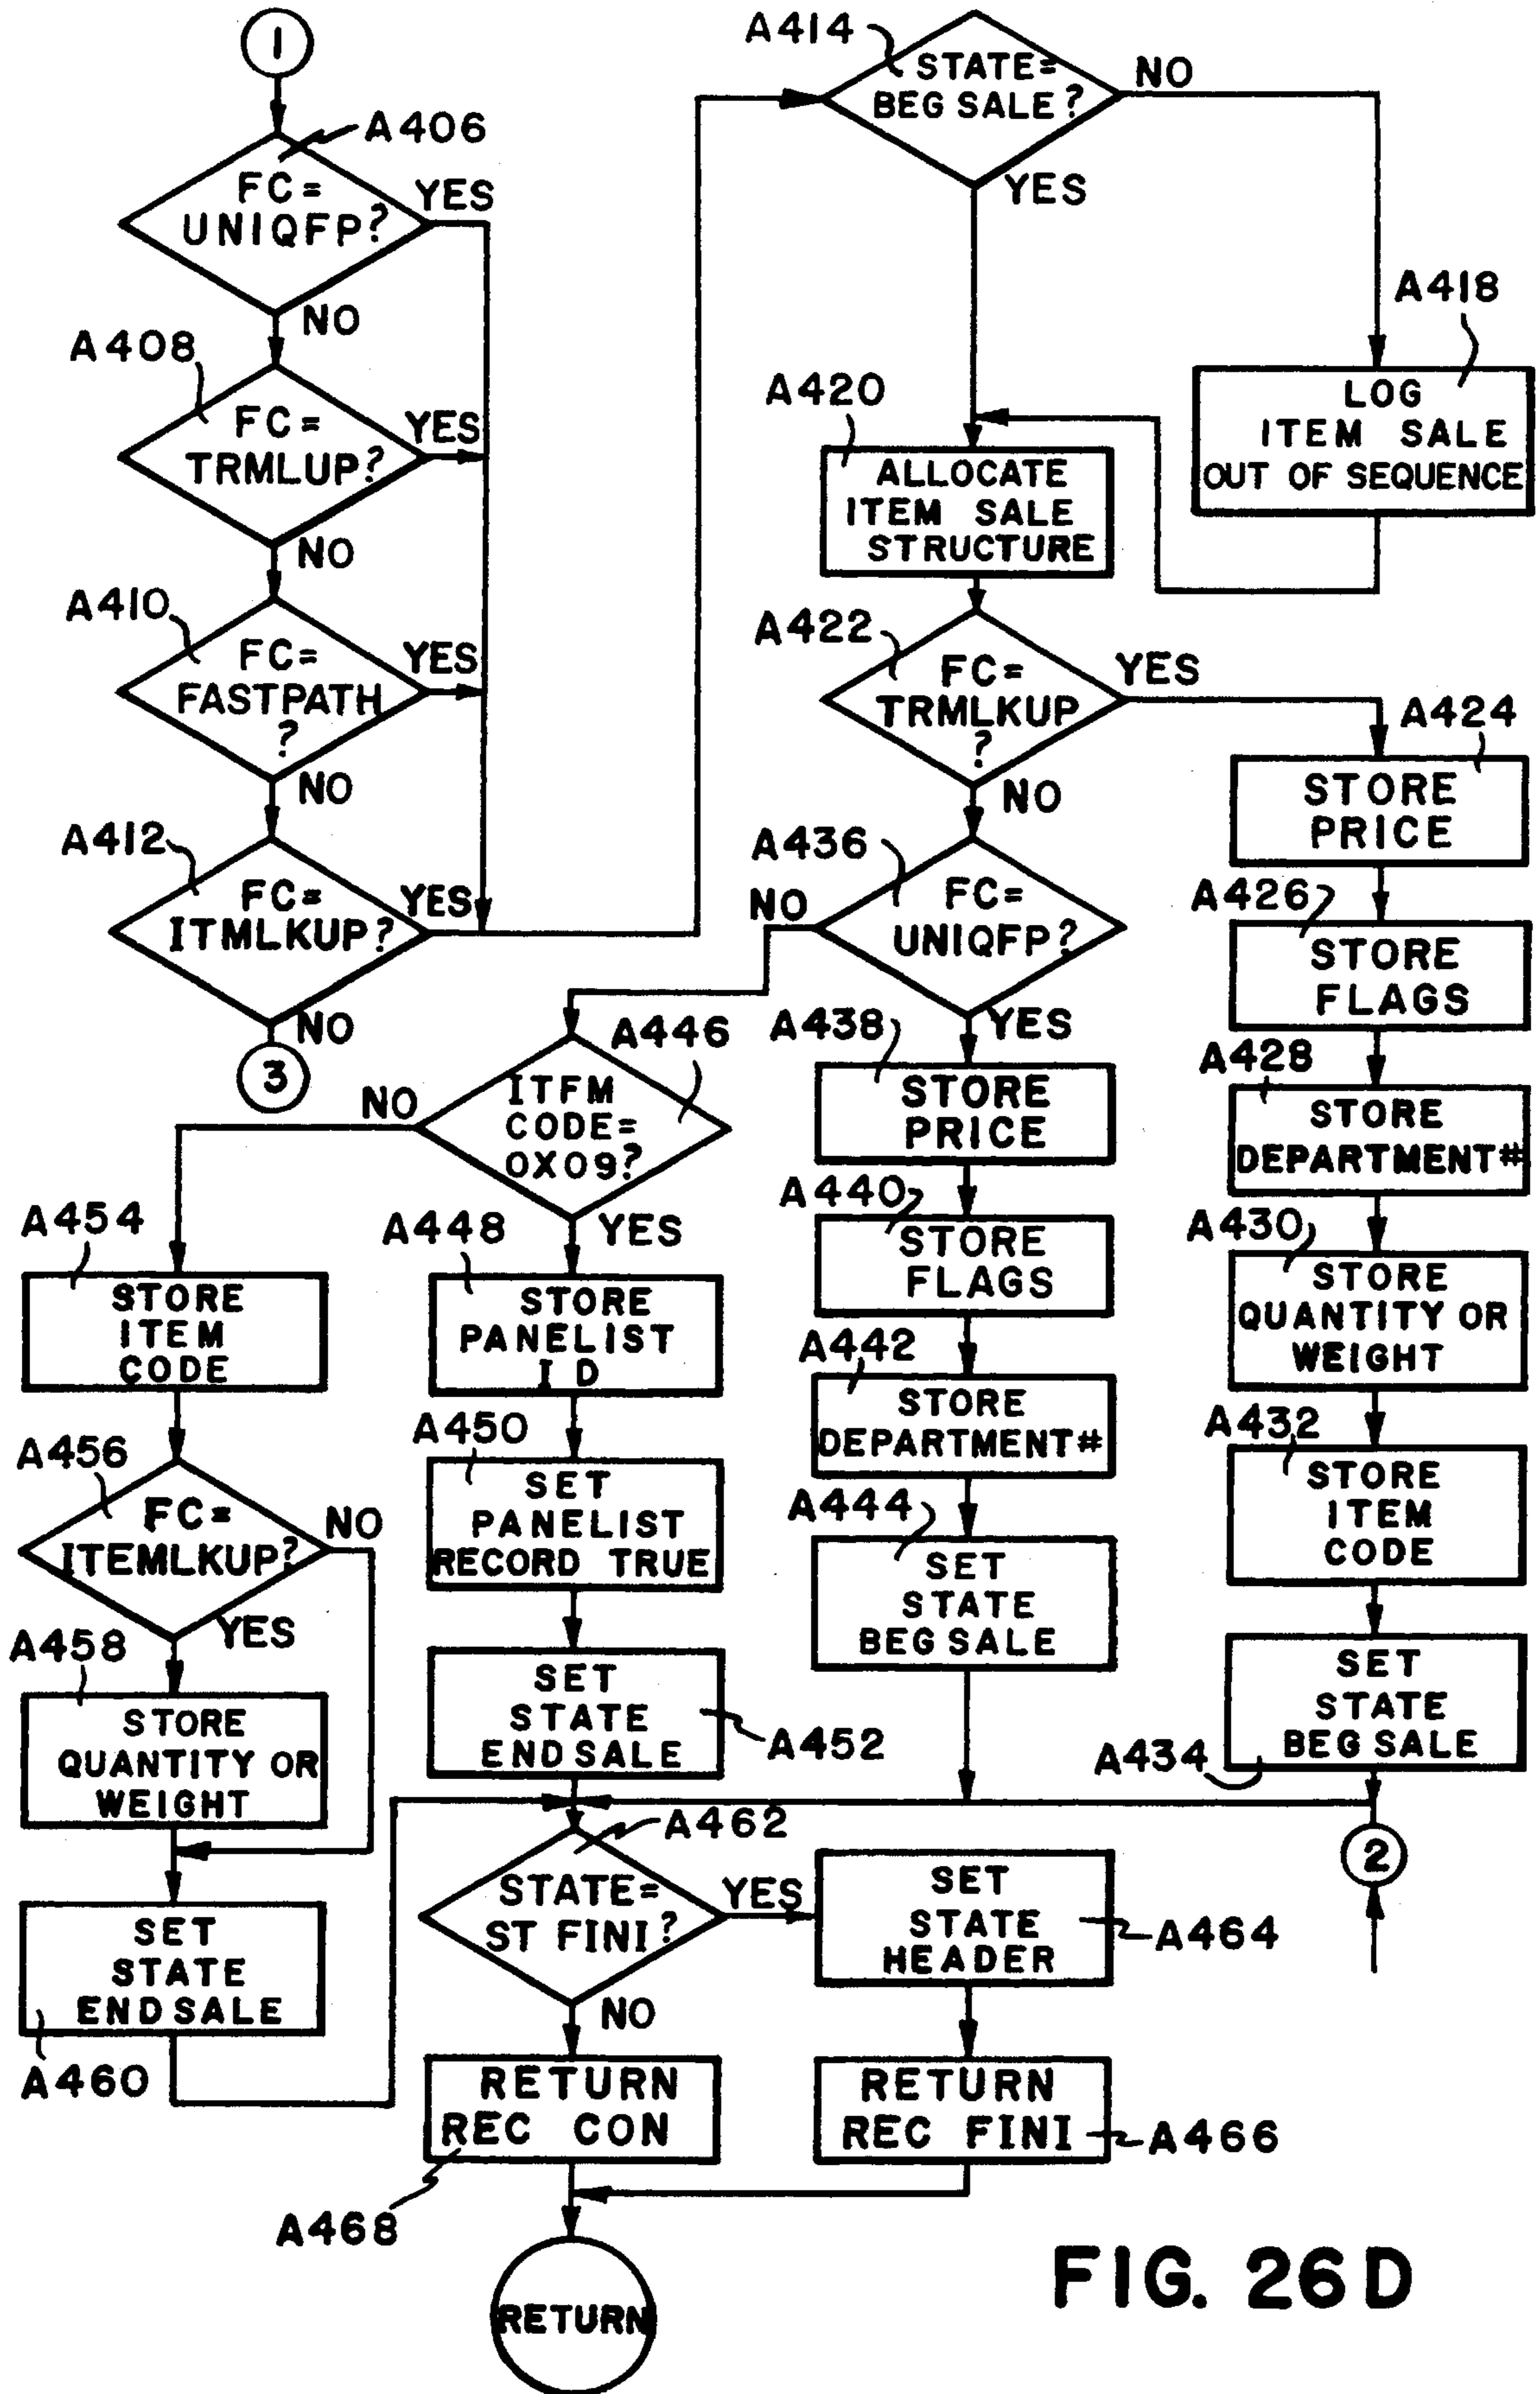 1
A406
FC=
UNIQFP?
YES
NO
A408
FC=
TRMLUP?
YES
NO
A410
FC=
FASTPATH
?
YES
NO
A412
FC=
ITMLKUP?
YES
NO
3
A414
STATE=
BEG SALE?
NO
YES
A418
LOG
ITEM SALE
OUT OF SEQUENCE
A420
ALLOCATE
ITEM SALE
STRUCTURE
A422
FC=
TRMLKUP
?
YES
NO
A424
STORE
PRICE
A426
STORE
FLAGS
A428
STORE
DEPARTMENT#
A430
STORE
QUANTITY OR
WEIGHT
A432
STORE
ITEM
CODE
SET
STATE
BEG SALE
A434
2
A436
FC=
UNIQFP?
NO
YES
A438
STORE
PRICE
A440
STORE
FLAGS
A442
STORE
DEPARTMENT#
A444
SET
STATE
BEG SALE
A446
ITFM
CODE=
0X09?
NO
YES
A448
STORE
PANELIST
ID
A450
SET
PANELIST
RECORD TRUE
SET
STATE
END SALE
A452
A454
STORE
ITEM
CODE
A456
FC=
ITEMLKUP?
NO
YES
A458
STORE
QUANTITY OR
WEIGHT
SET
STATE
END SALE
A460
A462
STATE=
ST FINI?
YES
NO
SET
STATE
HEADER
A464
RETURN
REC FINI
A466
RETURN
REC CON
A468
RETURN
FIG. 26D